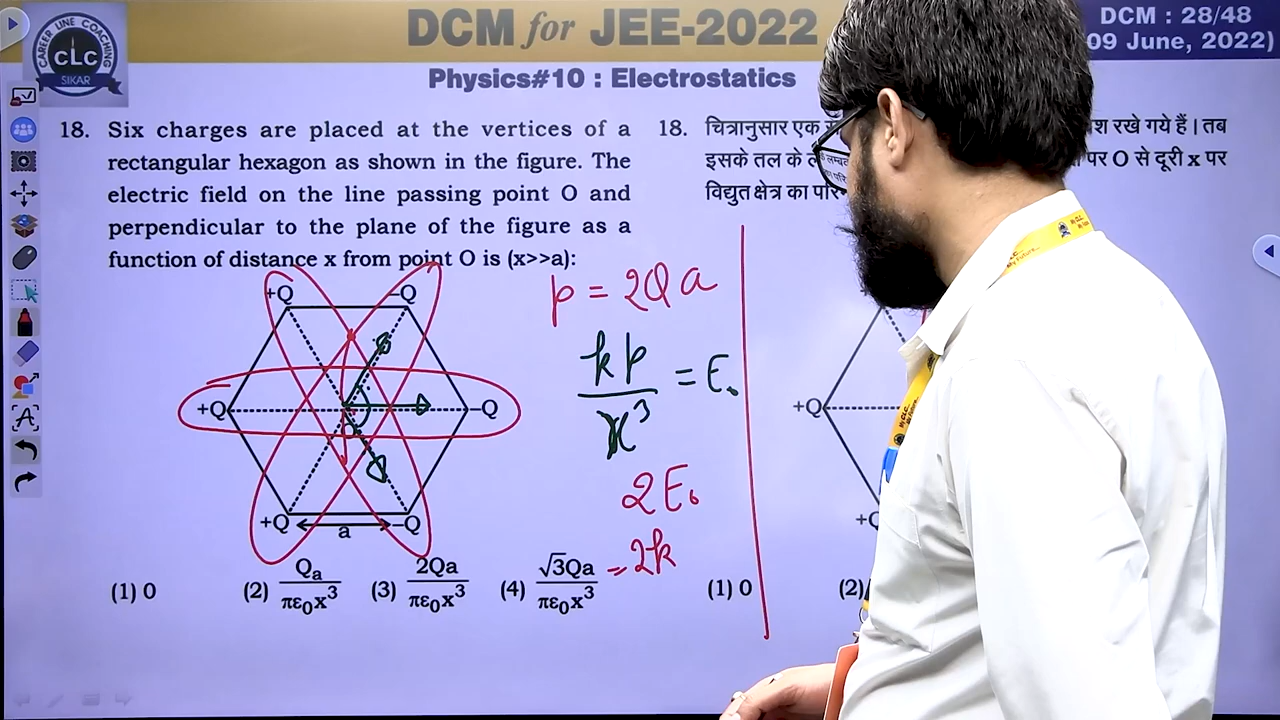 DCM for JEE-2022
DCM : 28/48
09 June, 2022)
CAREER LINE COACHING
CLC
SIKAR
Physics#10 : Electrostatics
18. Six charges are placed at the vertices of a
rectangular hexagon as shown in the figure. The
electric field on the line passing point O and
perpendicular to the plane of the figure as a
function of distance x from point O is (x>>a):
+Q
–Q
+Q
–Q
+Q
–Q
a
p = 2Qa
kp/x³ = E₀
2E₀
= 2k
(1) 0 (2) Qa/πε₀x³ (3) 2Qa/πε₀x³ (4) √3Qa/πε₀x³
18. चित्रानुसार एक
रखे गये हैं। तब
इसके तल के
पर O से दूरी x पर
विद्युत क्षेत्र का
+Q
+Q
(1) 0 (2)